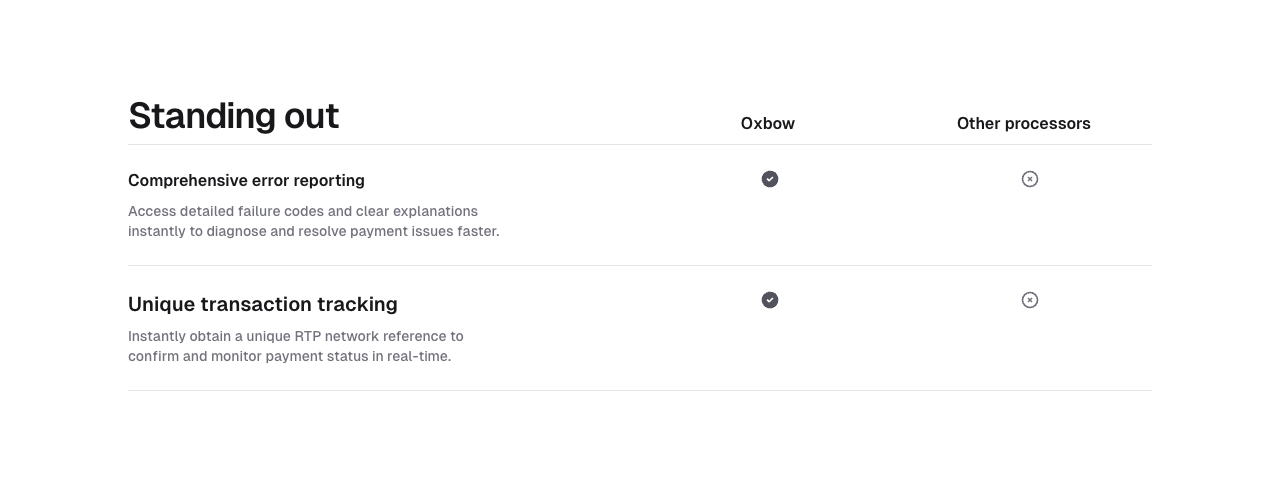 Standing out
Oxbow
Other processors
Comprehensive error reporting
Access detailed failure codes and clear explanations
instantly to diagnose and resolve payment issues faster.
Unique transaction tracking
Instantly obtain a unique RTP network reference to
confirm and monitor payment status in real-time.